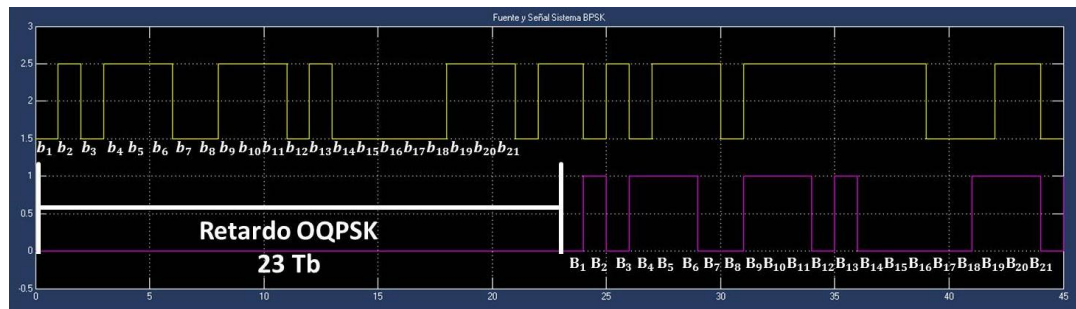 Fuente y Señal Sistema BPSK
3
2.5
2
1.5
b₁ b₂ b₃ b₄ b₅ b₆ b₇ b₈ b₉ b₁₀ b₁₁ b₁₂ b₁₃ b₁₄ b₁₅ b₁₆ b₁₇ b₁₈ b₁₉ b₂₀ b₂₁
1
0.5
Retardo OQPSK
0
23 Tb
B₁ B₂ B₃ B₄ B₅ B₆ B₇ B₈ B₉ B₁₀ B₁₁ B₁₂ B₁₃ B₁₄ B₁₅ B₁₆ B₁₇ B₁₈ B₁₉ B₂₀ B₂₁
-0.5
0 5 10 15 20 25 30 35 40 45